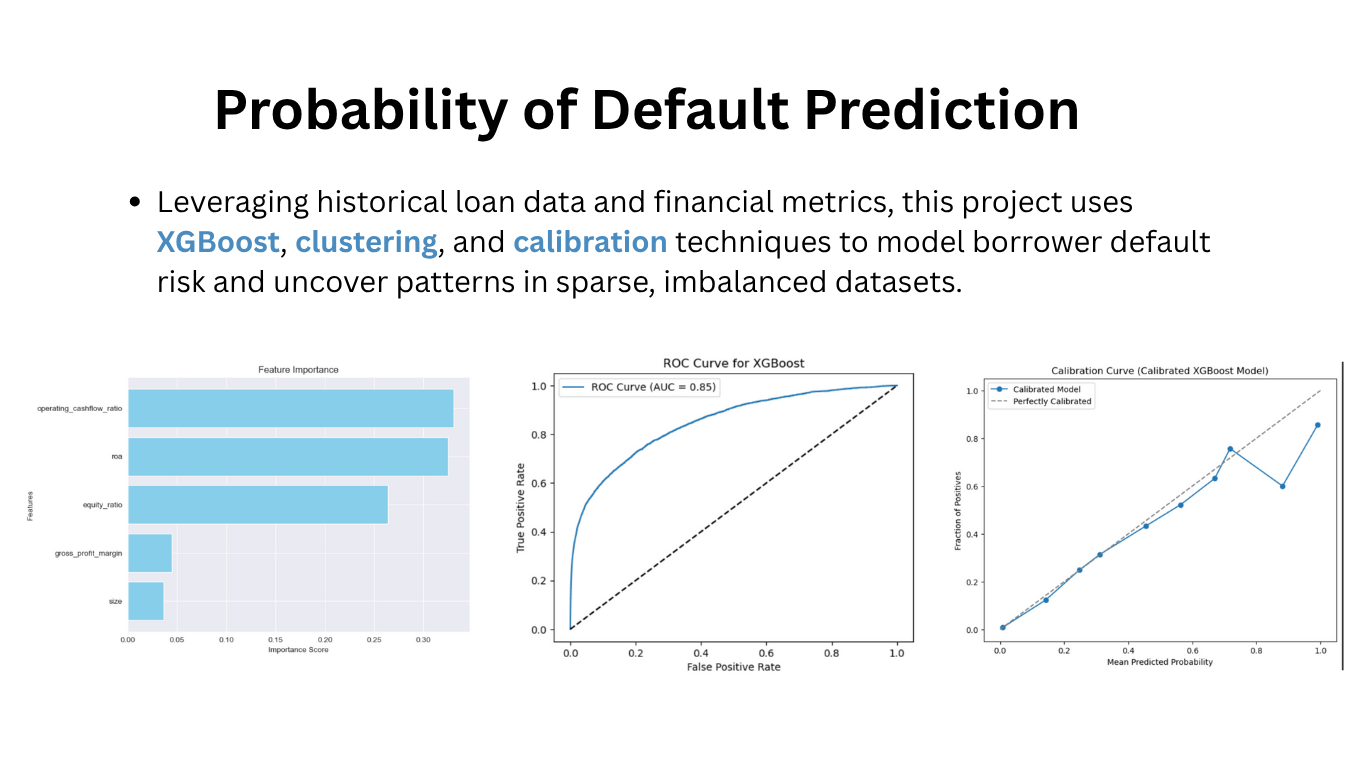 Probability of Default Prediction
• Leveraging historical loan data and financial metrics, this project uses
XGBoost, clustering, and calibration techniques to model borrower default
risk and uncover patterns in sparse, imbalanced datasets.
Feature Importance
operating_cashflow_ratio
roa
equity_ratio
gross_profit_margin
size
Features
0.00 0.05 0.10 0.15 0.20 0.25 0.30
Importance Score
ROC Curve for XGBoost
ROC Curve (AUC = 0.85)
1.0
0.8
0.6
0.4
0.2
0.0
True Positive Rate
0.0 0.2 0.4 0.6 0.8 1.0
False Positive Rate
Calibration Curve (Calibrated XGBoost Model)
Calibrated Model
Perfectly Calibrated
1.0
0.8
0.6
0.4
0.2
0.0
Fraction of Positives
0.0 0.2 0.4 0.6 0.8 1.0
Mean Predicted Probability